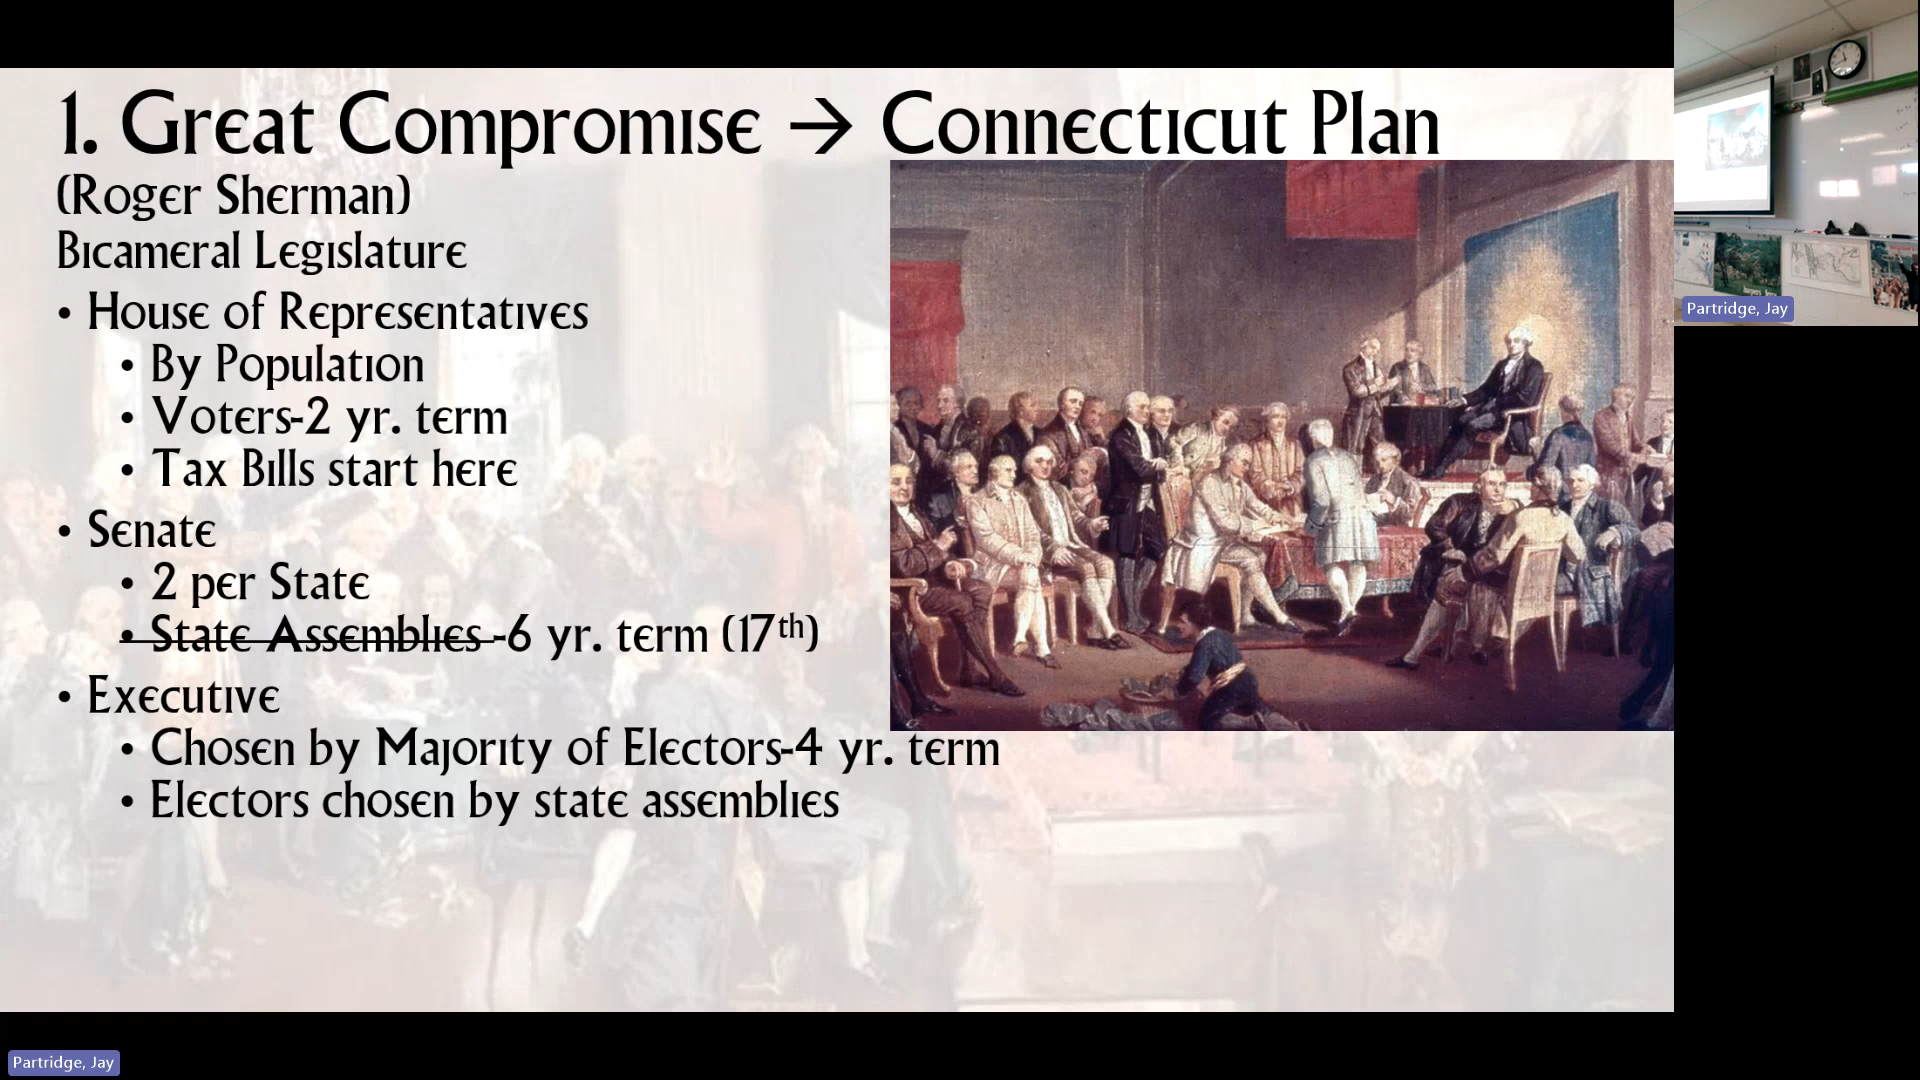 1. Great Compromise → Connecticut Plan
(Roger Sherman)
Bicameral Legislature
• House of Representatives
• By Population
• Voters-2 yr. term
• Tax Bills start here
• Senate
• 2 per State
• State Assemblies -6 yr. term (17th)
• Executive
• Chosen by Majority of Electors-4 yr. term
• Electors chosen by state assemblies
Partridge, Jay
Partridge, Jay